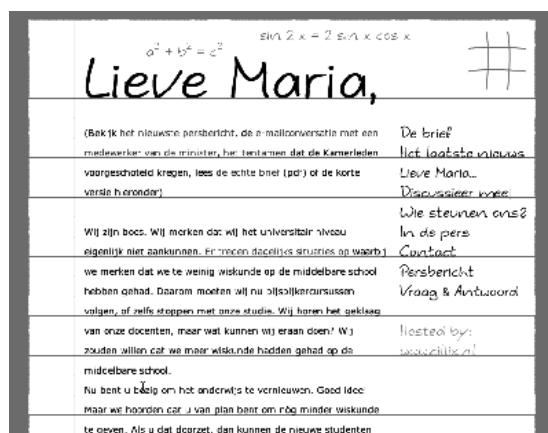 sin 2 x = 2 sin x cos x
a² + b² = c²
Lieve Maria,
(Bekijk het nieuwste persbericht, de e-mailconversatie met een
medewerker van de minister, het tentamen dat de Kamerleden
voorgeschoteld kregen, lees de echte brief (pdf) of de korte
versie hieronder)
Wij zijn boos. Wij merken dat wij het universitair niveau
eigenlijk niet aankunnen. Er treden dagelijks situaties op waarbij
we merken dat we te weinig wiskunde op de middelbare school
hebben gehad. Daarom moeten wij nu bijspijkercursussen
volgen, of zelfs stoppen met onze studie. Wij horen het geklaag
van onze docenten, maar wat kunnen wij eraan doen? Wij
zouden willen dat we meer wiskunde hadden gehad op de
middelbare school.
Nu bent u bezig om het onderwijs te vernieuwen. Goed idee!
Maar we hoorden dat u van plan bent om nòg minder wiskunde
te geven. Als u dat doorzet, dan kunnen de nieuwe studenten
De brief
Het laatste nieuws
Lieve Maria...
Discussieer mee!
Wie steunen ons?
In de pers
Contact
Persbericht
Vraag & Antwoord
Hosted by: